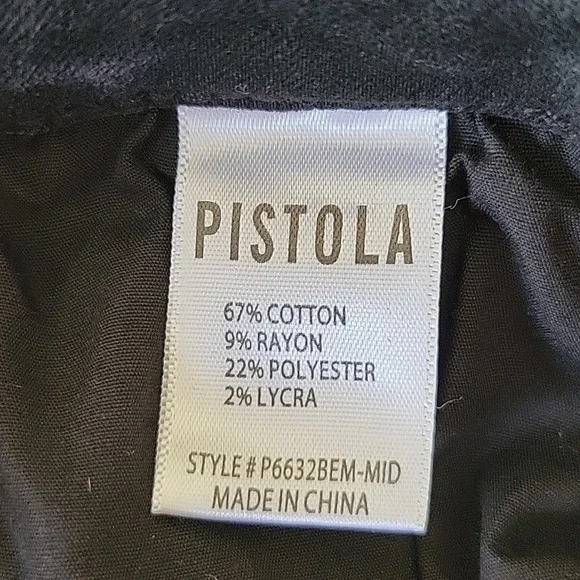 PISTOLA
67% COTTON
9% RAYON
22% POLYESTER
2% LYCRA
STYLE # P6632BEM-MID
MADE IN CHINA